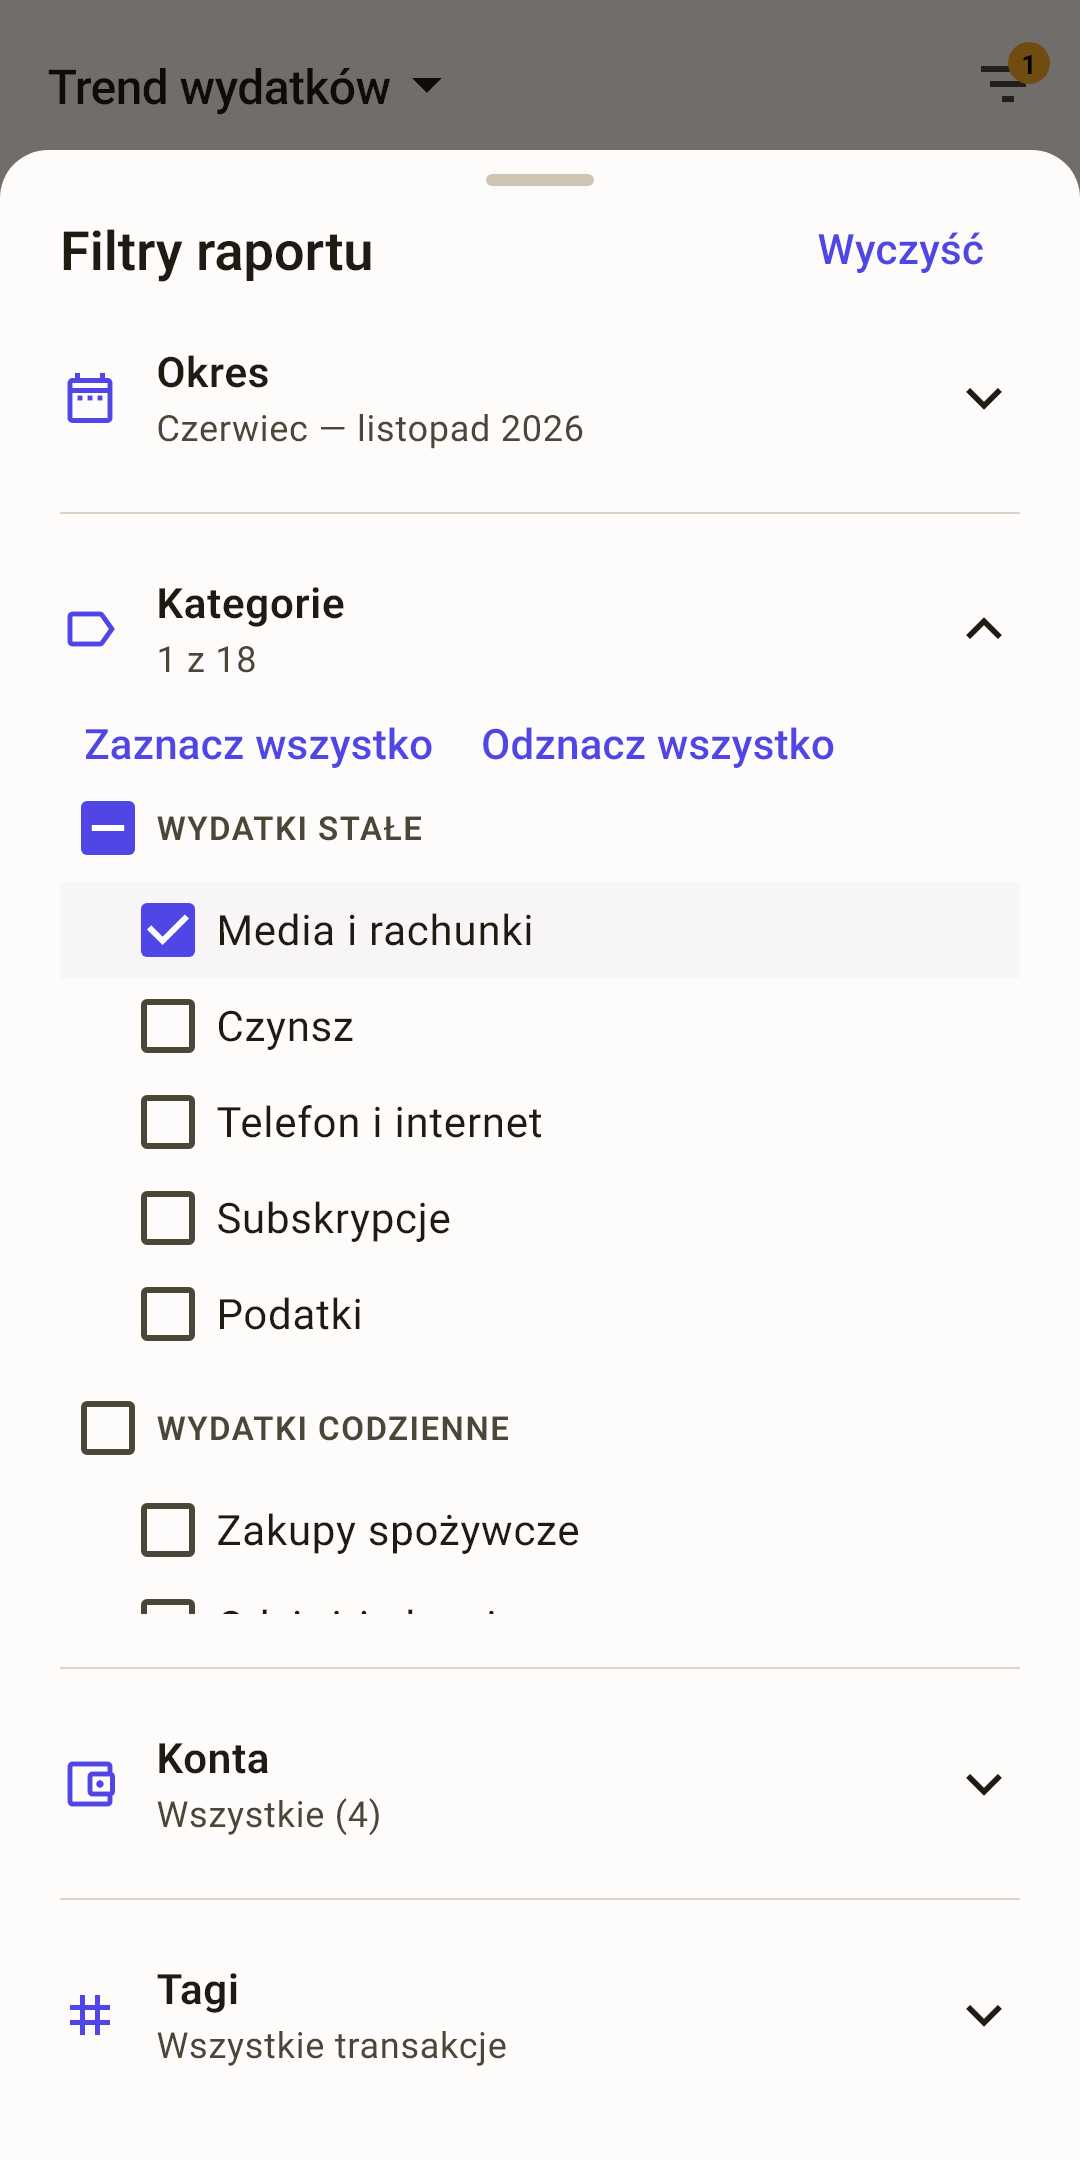 Trend wydatków
1
Filtry raportu
Wyczyść
Okres
Czerwiec — listopad 2026
Kategorie
1 z 18
Zaznacz wszystko
Odznacz wszystko
WYDATKI STAŁE
Media i rachunki
Czynsz
Telefon i internet
Subskrypcje
Podatki
WYDATKI CODZIENNE
Zakupy spożywcze
Konta
Wszystkie (4)
Tagi
Wszystkie transakcje